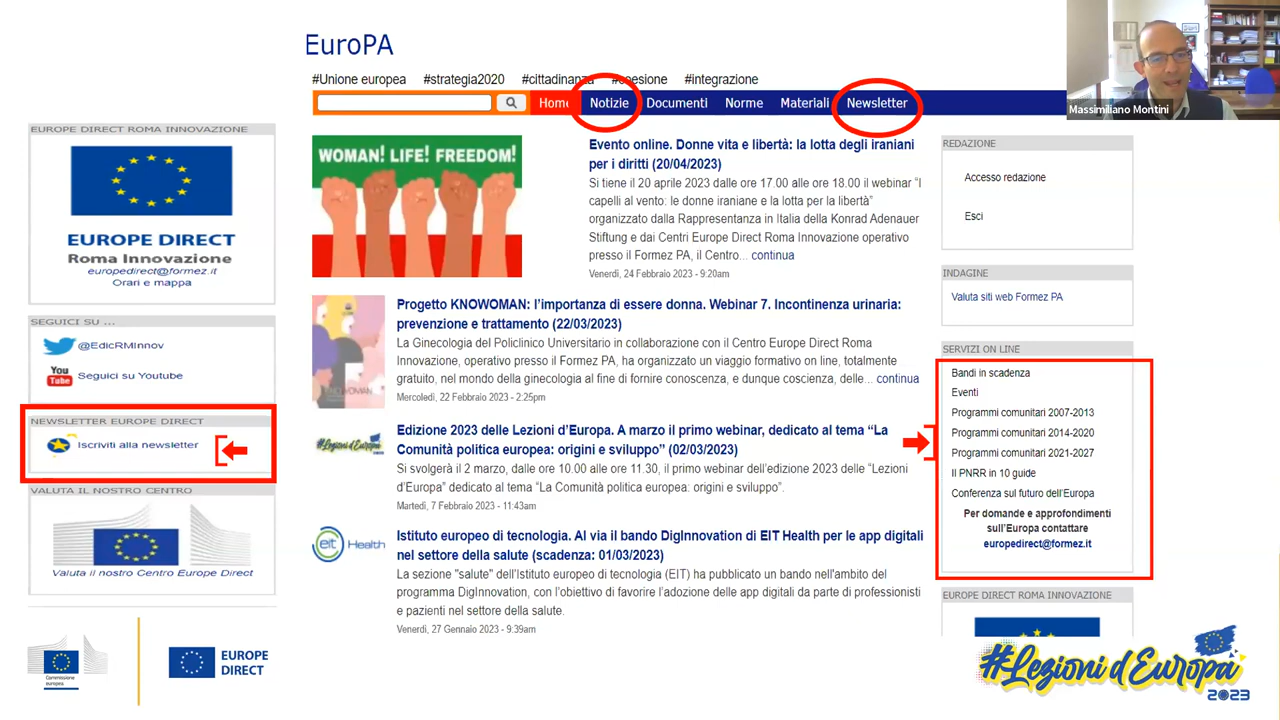 EuroPA
#Unione europea #strategia2020 #cittadinanza #coesione #integrazione
Home Notizie Documenti Norme Materiali Newsletter
Massimiliano Montini
EUROPE DIRECT ROMA INNOVAZIONE
EUROPE DIRECT
Roma Innovazione
europedirect@formez.it
Orari e mappa
SEGUICI SU ...
@EdicRMInnov
You
Tube
Seguici su Youtube
NEWSLETTER EUROPE DIRECT
Iscriviti alla newsletter
VALUTA IL NOSTRO CENTRO
Valuta il nostro Centro Europe Direct
Commissione
europea
EUROPE
DIRECT
WOMAN! LIFE! FREEDOM!
Evento online. Donne vita e libertà: la lotta degli iraniani
per i diritti (20/04/2023)
Si tiene il 20 aprile 2023 dalle ore 17.00 alle ore 18.00 il webinar “I
capelli al vento: le donne iraniane e la lotta per la libertà”
organizzato dalla Rappresentanza in Italia della Konrad Adenauer
Stiftung e dai Centri Europe Direct Roma Innovazione operativo
presso il Formez PA, il Centro... continua
Venerdì, 24 Febbraio 2023 - 9:20am
Progetto KNOWOMAN: l’importanza di essere donna. Webinar 7. Incontinenza urinaria:
prevenzione e trattamento (22/03/2023)
La Ginecologia del Policlinico Universitario in collaborazione con il Centro Europe Direct Roma
Innovazione, operativo presso il Formez PA, ha organizzato un viaggio formativo on line, totalmente
gratuito, nel mondo della ginecologia al fine di fornire conoscenza, e dunque coscienza, delle... continua
Mercoledì, 22 Febbraio 2023 - 2:25pm
#Lezioni d'Europa
Edizione 2023 delle Lezioni d’Europa. A marzo il primo webinar, dedicato al tema “La
Comunità politica europea: origini e sviluppo” (02/03/2023)
Si svolgerà il 2 marzo, dalle ore 10.00 alle ore 11.30, il primo webinar dell’edizione 2023 delle “Lezioni
d’Europa” dedicato al tema “La Comunità politica europea: origini e sviluppo”.
Martedì, 7 Febbraio 2023 - 11:43am
eit Health
Istituto europeo di tecnologia. Al via il bando DigInnovation di EIT Health per le app digitali
nel settore della salute (scadenza: 01/03/2023)
La sezione "salute" dell’Istituto europeo di tecnologia (EIT) ha pubblicato un bando nell’ambito del
programma DigInnovation, con l’obiettivo di favorire l’adozione delle app digitali da parte di professionisti
e pazienti nel settore della salute.
Venerdì, 27 Gennaio 2023 - 9:39am
REDAZIONE
Accesso redazione
Esci
INDAGINE
Valuta siti web Formez PA
SERVIZI ON LINE
Bandi in scadenza
Eventi
Programmi comunitari 2007-2013
Programmi comunitari 2014-2020
Programmi comunitari 2021-2027
Il PNRR in 10 guide
Conferenza sul futuro dell’Europa
Per domande e approfondimenti
sull’Europa contattare
europedirect@formez.it
EUROPE DIRECT ROMA INNOVAZIONE
#Lezioni d'Europa
2023